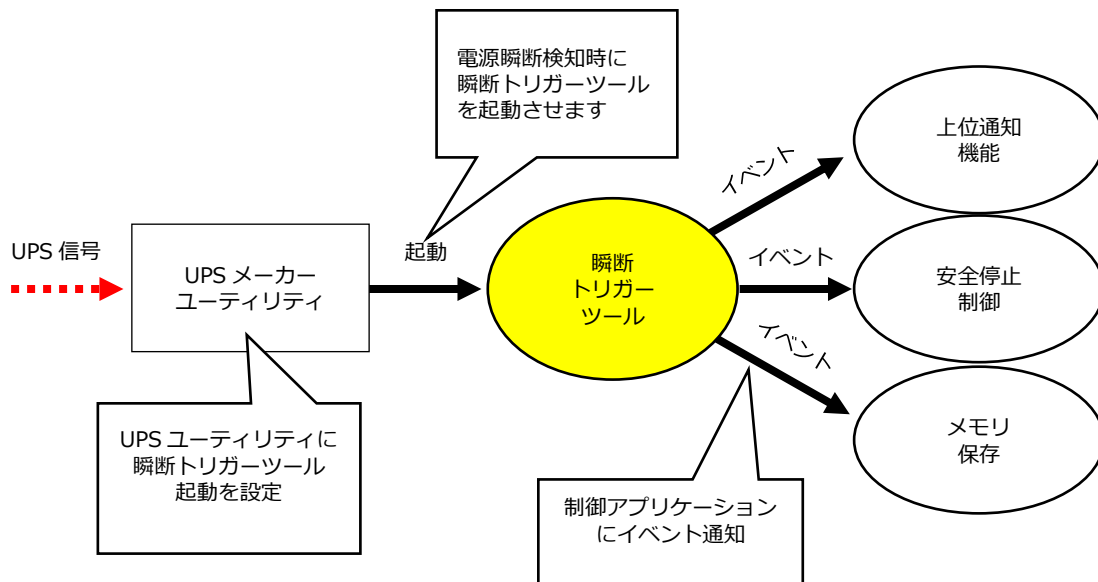 電源瞬断検知時に
瞬断トリガーツール
を起動させます
上位通知
機能
イベント
UPS 信号
起動
イベント
UPS メーカー
ユーティリティ
瞬断
トリガー
ツール
安全停止
制御
イベント
UPS ユーティリティに
瞬断トリガーツール
起動を設定
メモリ
保存
制御アプリケーション
にイベント通知